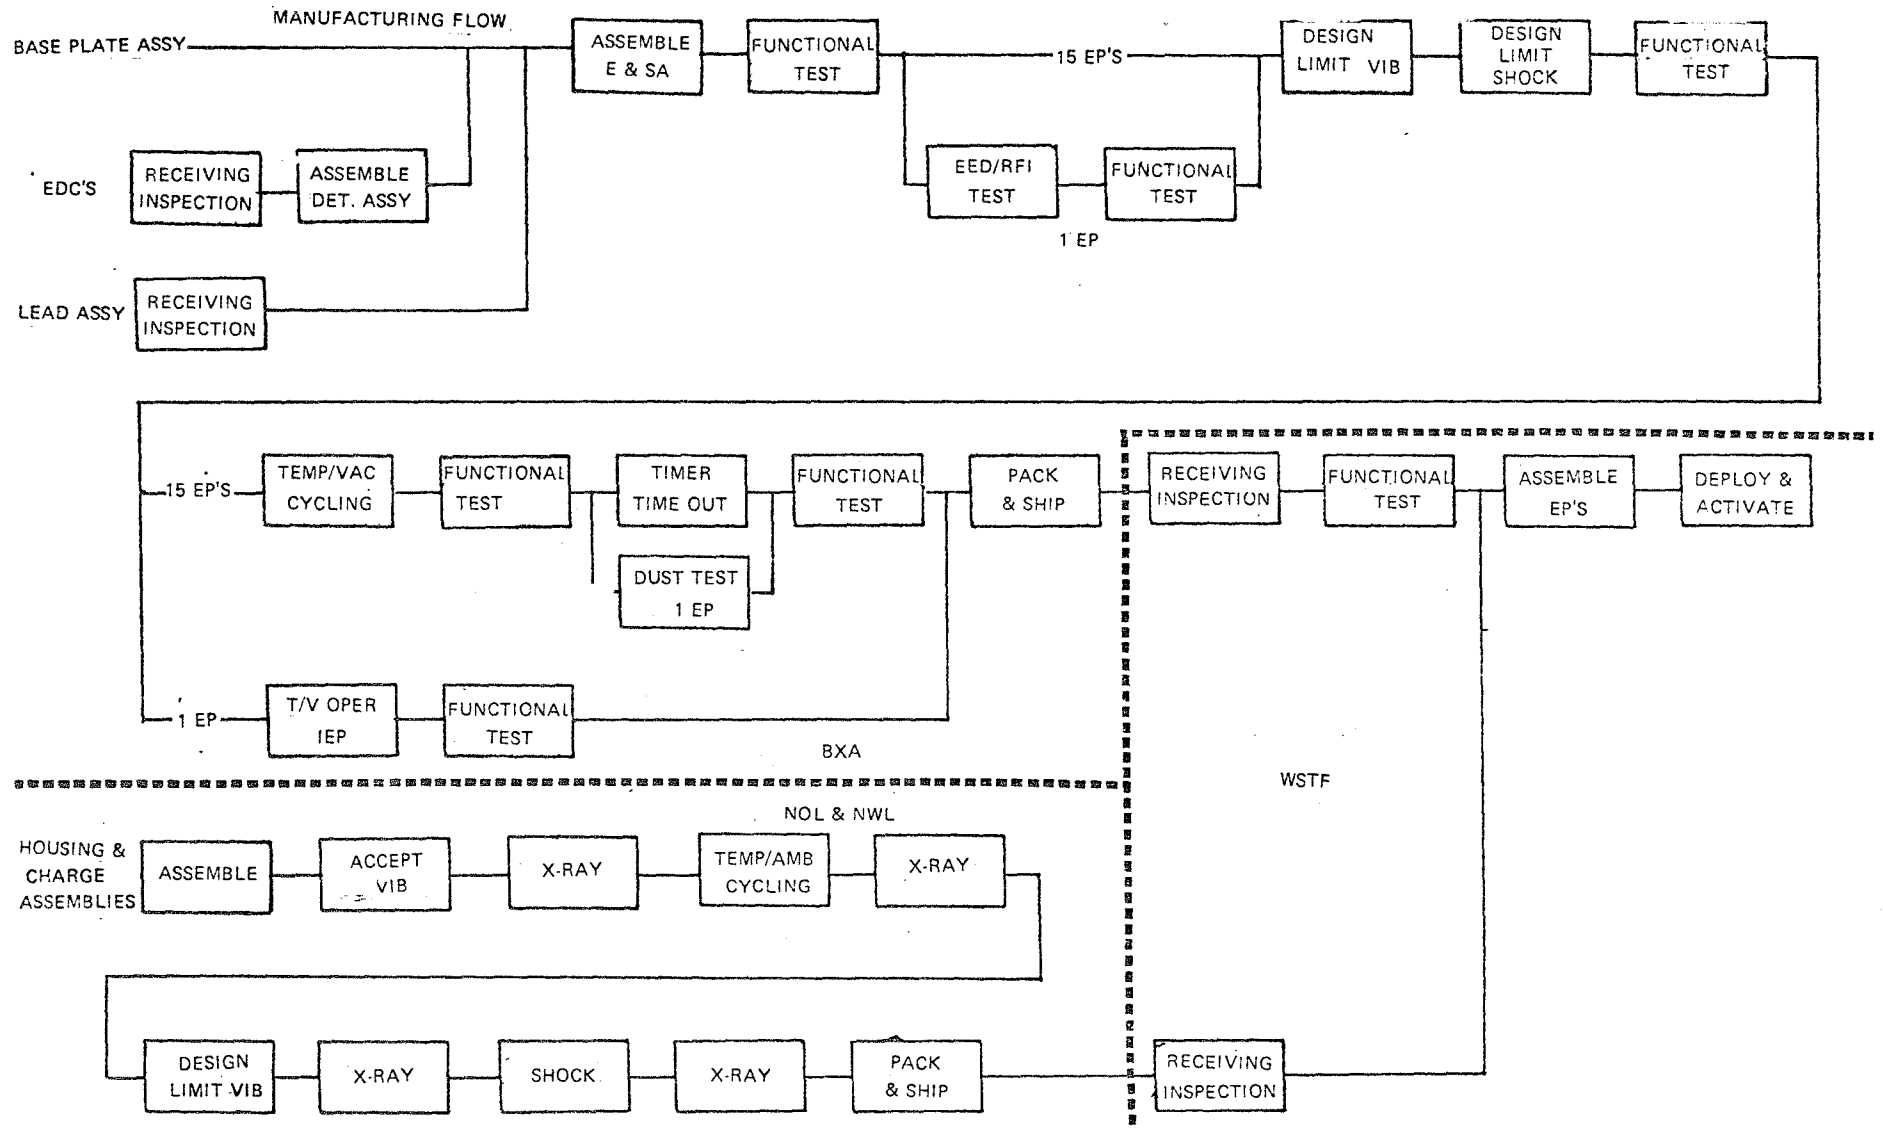 MANUFACTURING FLOW
BASE PLATE ASSY
ASSEMBLE
E & SA
FUNCTIONAL
TEST
15 EP'S
DESIGN
LIMIT VIB
DESIGN
LIMIT
SHOCK
FUNCTIONAL
TEST
EED/RFI
TEST
FUNCTIONAL
TEST
1 EP
EDC'S
RECEIVING
INSPECTION
ASSEMBLE
DET. ASSY
LEAD ASSY
RECEIVING
INSPECTION
15 EP'S
TEMP/VAC
CYCLING
FUNCTIONAL
TEST
TIMER
TIME OUT
FUNCTIONAL
TEST
PACK
& SHIP
RECEIVING
INSPECTION
FUNCTIONAL
TEST
ASSEMBLE
EP'S
DEPLOY &
ACTIVATE
DUST TEST
1 EP
1 EP
T/V OPER
IEP
FUNCTIONAL
TEST
BXA
WSTF
NOL & NWL
HOUSING &
CHARGE
ASSEMBLIES
ASSEMBLE
ACCEPT
VIB
X-RAY
TEMP/AMB
CYCLING
X-RAY
DESIGN
LIMIT VIB
X-RAY
SHOCK
X-RAY
PACK
& SHIP
RECEIVING
INSPECTION